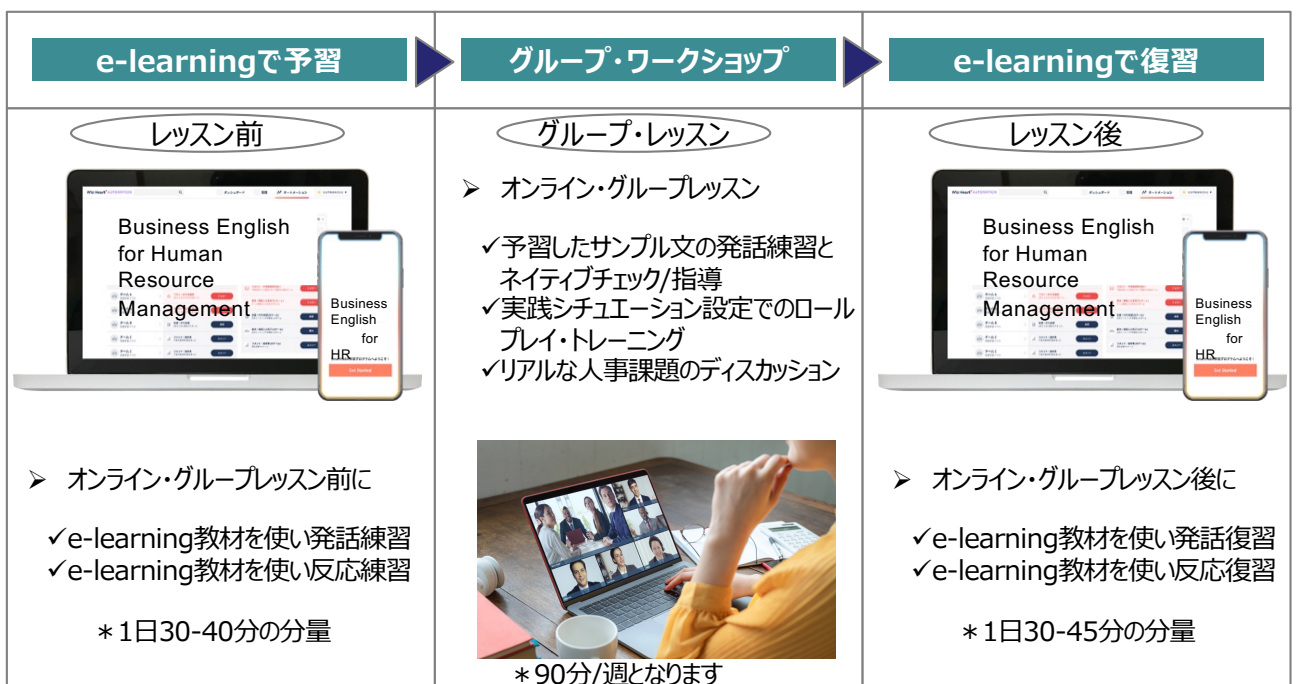 e-learningで予習
グループ・ワークショップ
e-learningで復習
レッスン前
Business English
for Human
Resource
Management
Business
English
for
HR
Get Started
➢ オンライン・グループレッスン前に
✓e-learning教材を使い発話練習
✓e-learning教材を使い反応練習
＊1日30-40分の分量
グループ・レッスン
➢ オンライン・グループレッスン
✓予習したサンプル文の発話練習と
ネイティブチェック/指導
✓実践シチュエーション設定でのロール
プレイ・トレーニング
✓リアルな人事課題のディスカッション
＊90分/週となります
レッスン後
Business English
for Human
Resource
Management
Business
English
for
HR
Get Started
➢ オンライン・グループレッスン後に
✓e-learning教材を使い発話復習
✓e-learning教材を使い反応復習
＊1日30-45分の分量